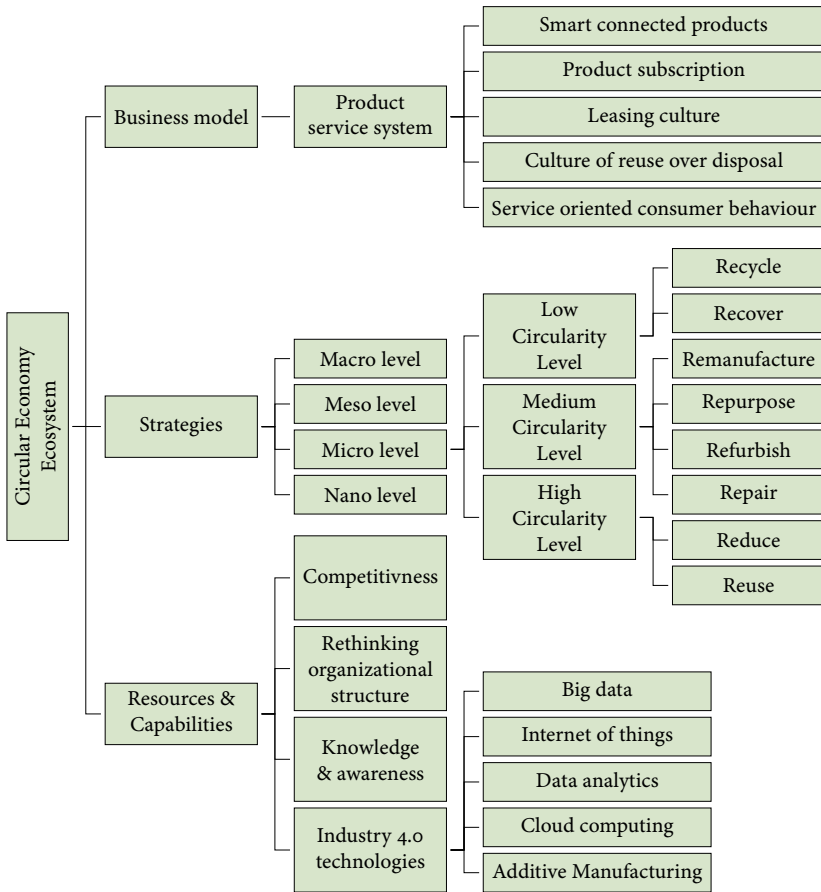 Circular Economy
Ecosystem
Business model
Product
service system
Smart connected products
Product subscription
Leasing culture
Culture of reuse over disposal
Service oriented consumer behaviour
Strategies
Macro level
Meso level
Micro level
Nano level
Low
Circularity
Level
Recycle
Recover
Medium
Circularity
Level
Remanufacture
Repurpose
Refurbish
Repair
High
Circularity
Level
Reduce
Reuse
Resources &
Capabilities
Competitivness
Rethinking
organizational
structure
Knowledge
& awareness
Industry 4.0
technologies
Big data
Internet of things
Data analytics
Cloud computing
Additive Manufacturing